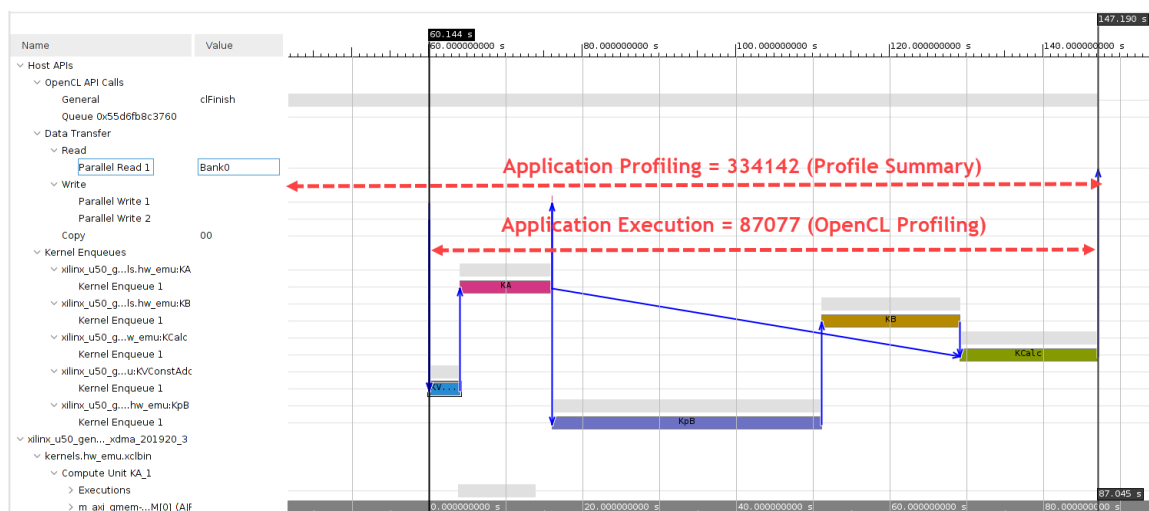 147.190 s
60.144 s
Name Value 60.000000000 s 80.000000000 s 100.000000000 s 120.000000000 s 140.000000000 s
Host APIs
OpenCL API Calls
General clFinish
Queue 0x55d6fb8c3760
Data Transfer
Read
Parallel Read 1 Bank0
Application Profiling = 334142 (Profile Summary)
Write
Parallel Write 1
Parallel Write 2
Application Execution = 87077 (OpenCL Profiling)
Copy 00
Kernel Enqueues
xilinx_u50_g...ls.hw_emu:KA
Kernel Enqueue 1 KA
xilinx_u50_g...ls.hw_emu:KB
Kernel Enqueue 1 KB
xilinx_u50_g...w_emu:KCalc
Kernel Enqueue 1 KCalc
xilinx_u50_g...u:KVConstAdd
Kernel Enqueue 1 KV...
xilinx_u50_g....hw_emu:KpB
Kernel Enqueue 1 KpB
xilinx_u50_gen..._xdma_201920_3
kernels.hw_emu.xclbin
Compute Unit KA_1
Executions
87.045 s
m_axi_gmem-...M[0] (AIF 0.000000000 s 20.000000000 s 40.000000000 s 60.000000000 s 80.000000000 s